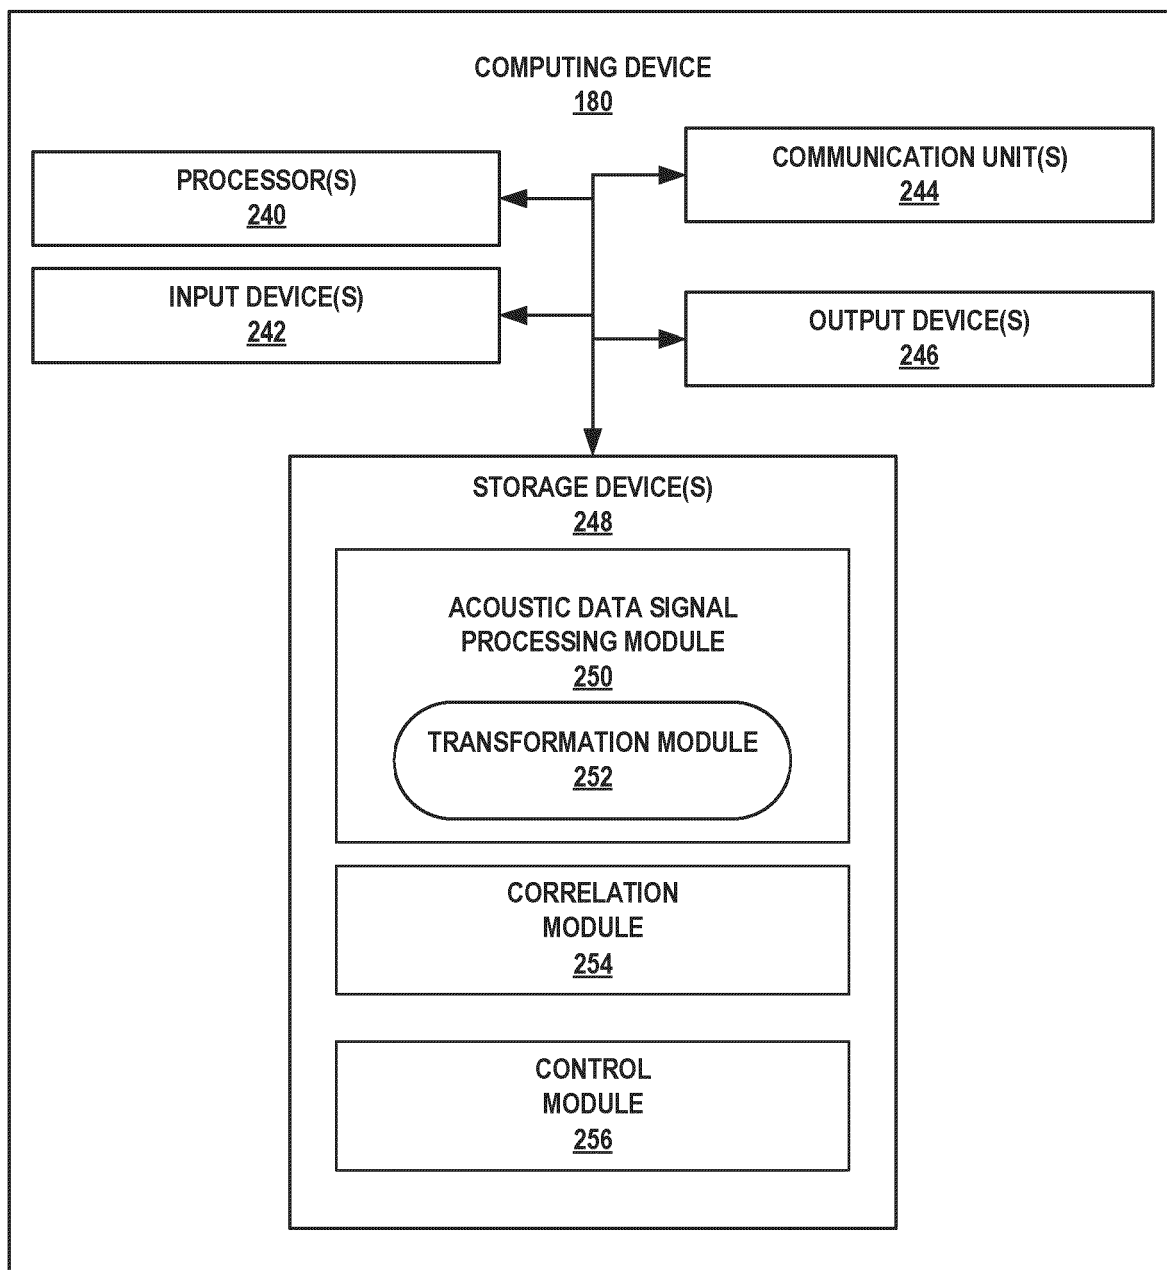 COMPUTING DEVICE
180
PROCESSOR(S)
240
COMMUNICATION UNIT(S)
244
INPUT DEVICE(S)
242
OUTPUT DEVICE(S)
246
STORAGE DEVICE(S)
248
ACOUSTIC DATA SIGNAL
PROCESSING MODULE
250
TRANSFORMATION MODULE
252
CORRELATION
MODULE
254
CONTROL
MODULE
256